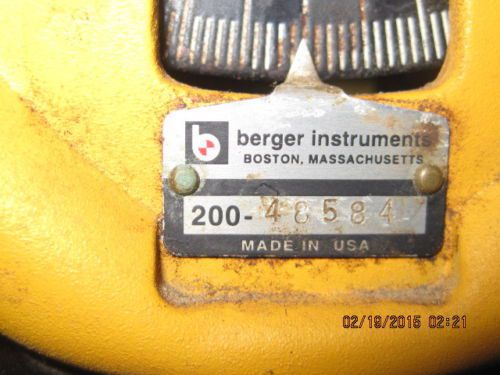 b berger instruments
BOSTON, MASSACHUSETTS
200-48584
MADE IN USA
02/19/2015 02:21